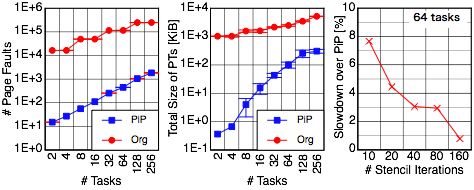 # Page Faults
1E+6
1E+5
1E+4
1E+3
1E+2
1E+1
1E+0
2 4 8 16 32 64 128 256
# Tasks
PiP
Org
Total Size of PTs [KiB]
1E+4
1E+3
1E+2
1E+1
1E+0
1E-1
2 4 8 16 32 64 128 256
# Tasks
PiP
Org
64 tasks
Slowdown over PiP [%]
10
8
6
4
2
0
10 20 40 80 160
# Stencil Iterations